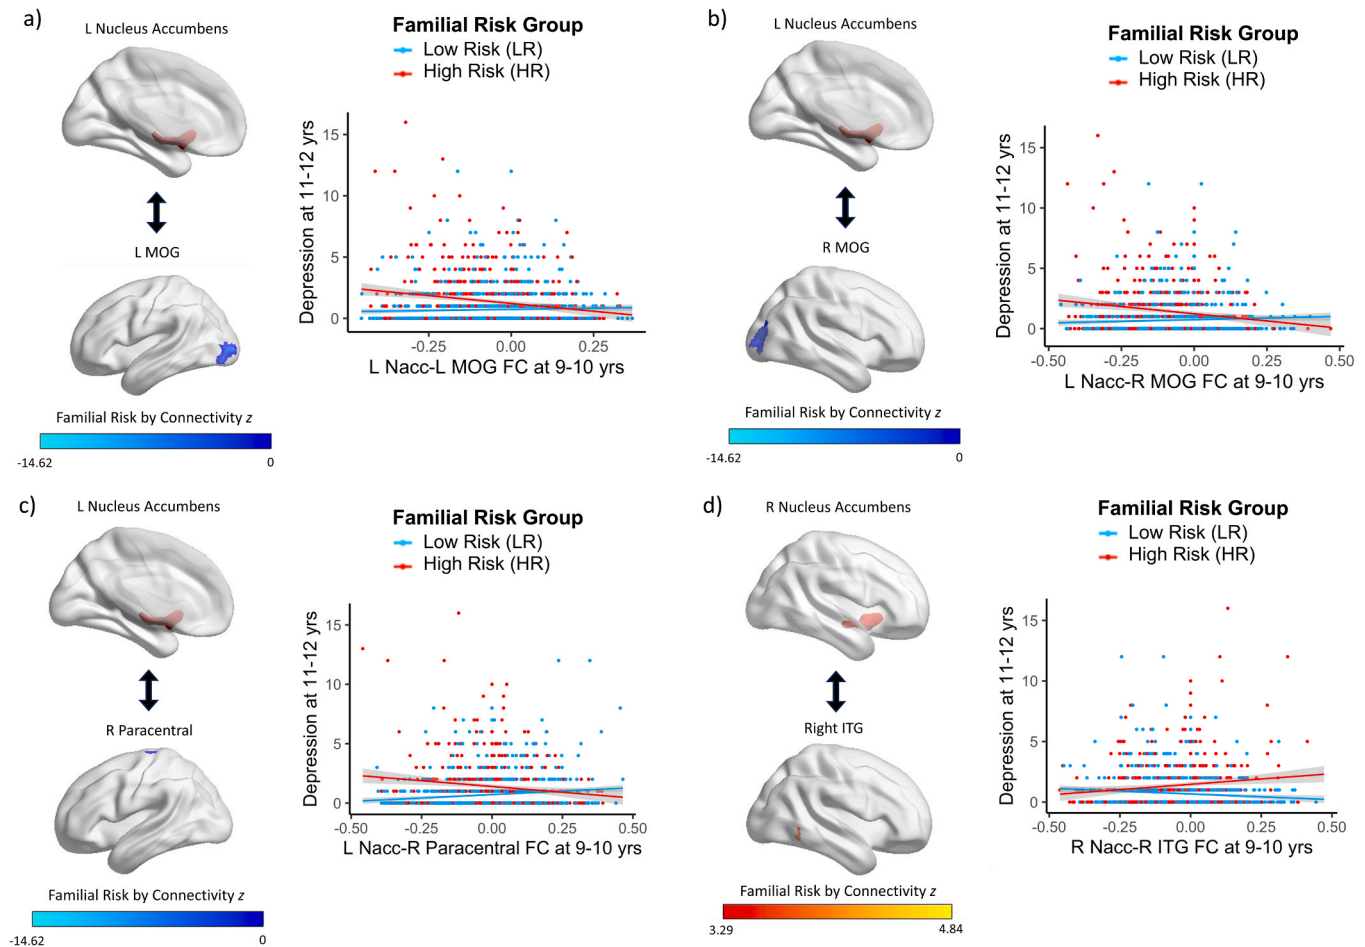 a)
L Nucleus Accumbens
L MOG
Familial Risk by Connectivity z
-14.62 0
Familial Risk Group
Low Risk (LR)
High Risk (HR)
Depression at 11-12 yrs
15
10
5
0
-0.25 0.00 0.25
L Nacc-L MOG FC at 9-10 yrs
b)
L Nucleus Accumbens
R MOG
Familial Risk by Connectivity z
-14.62 0
Familial Risk Group
Low Risk (LR)
High Risk (HR)
Depression at 11-12 yrs
15
10
5
0
-0.50 -0.25 0.00 0.25 0.50
L Nacc-R MOG FC at 9-10 yrs
c)
L Nucleus Accumbens
R Paracentral
Familial Risk by Connectivity z
-14.62 0
Familial Risk Group
Low Risk (LR)
High Risk (HR)
Depression at 11-12 yrs
15
10
5
0
-0.50 -0.25 0.00 0.25 0.50
L Nacc-R Paracentral FC at 9-10 yrs
d)
R Nucleus Accumbens
Right ITG
Familial Risk by Connectivity z
3.29 4.84
Familial Risk Group
Low Risk (LR)
High Risk (HR)
Depression at 11-12 yrs
15
10
5
0
-0.50 -0.25 0.00 0.25 0.50
R Nacc-R ITG FC at 9-10 yrs